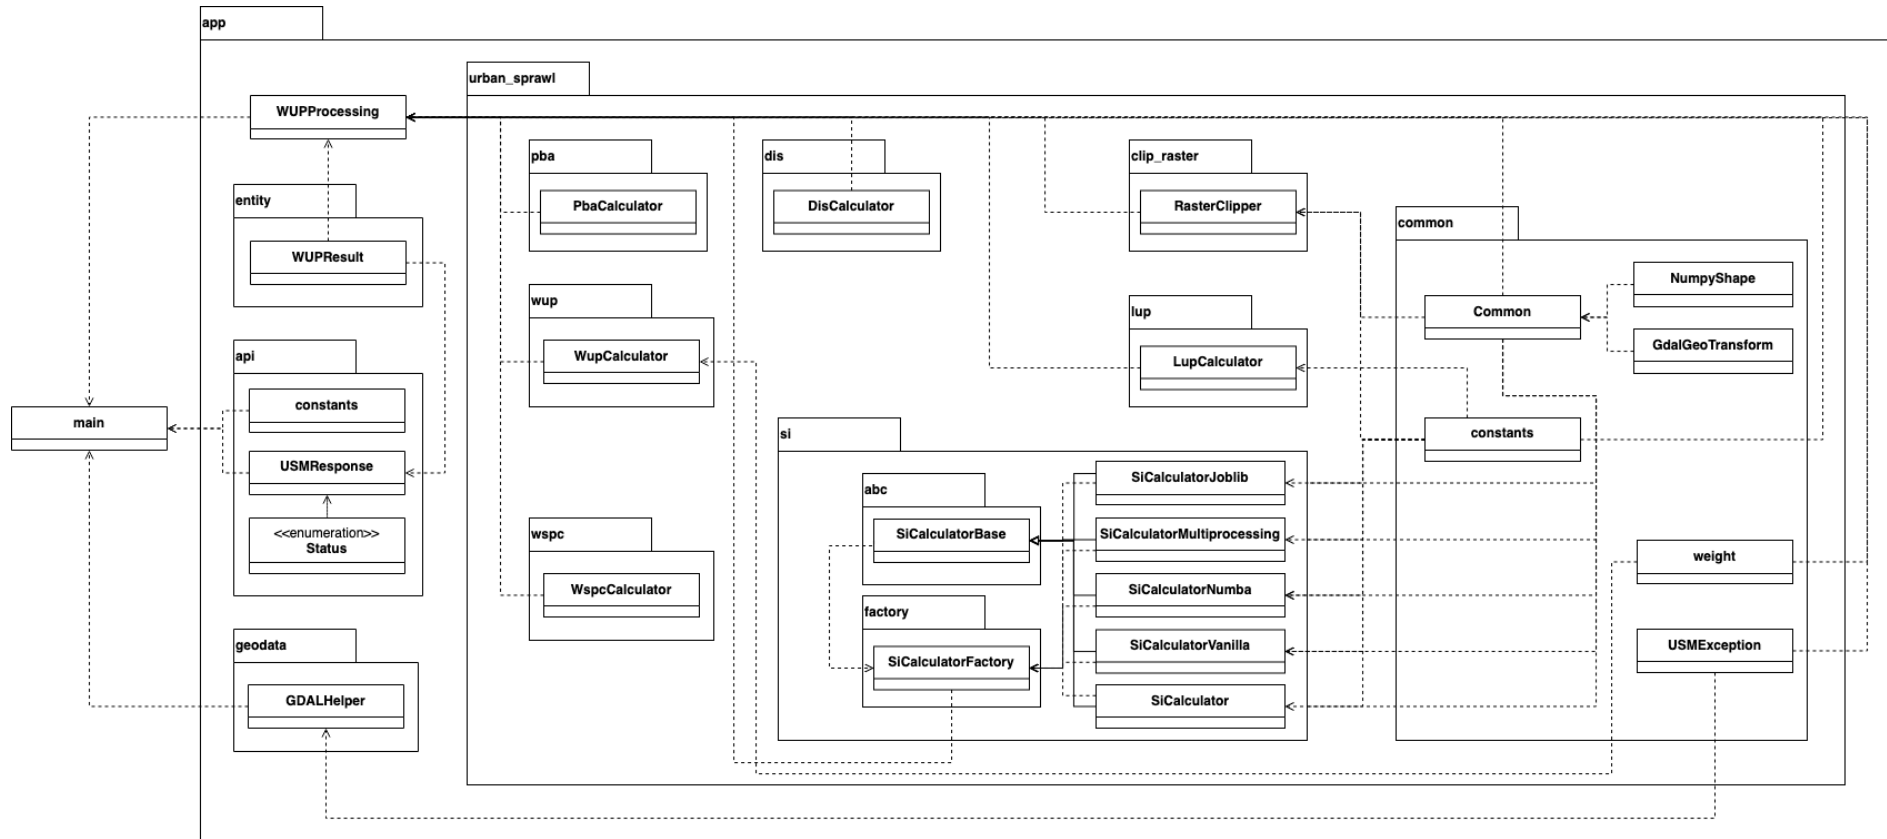 app
urban_sprawl
WUPProcessing
pba
dis
clip_raster
entity
PbaCalculator
DisCalculator
RasterClipper
common
WUPResult
NumpyShape
wup
lup
Common
GdalGeoTransform
api
WupCalculator
LupCalculator
constants
main
si
constants
USMResponse
abc
SiCalculatorJoblib
<<enumeration>>
Status
wspc
SiCalculatorBase
SiCalculatorMultiprocessing
weight
WspcCalculator
SiCalculatorNumba
factory
geodata
SiCalculatorFactory
SiCalculatorVanilla
USMException
GDALHelper
SiCalculator